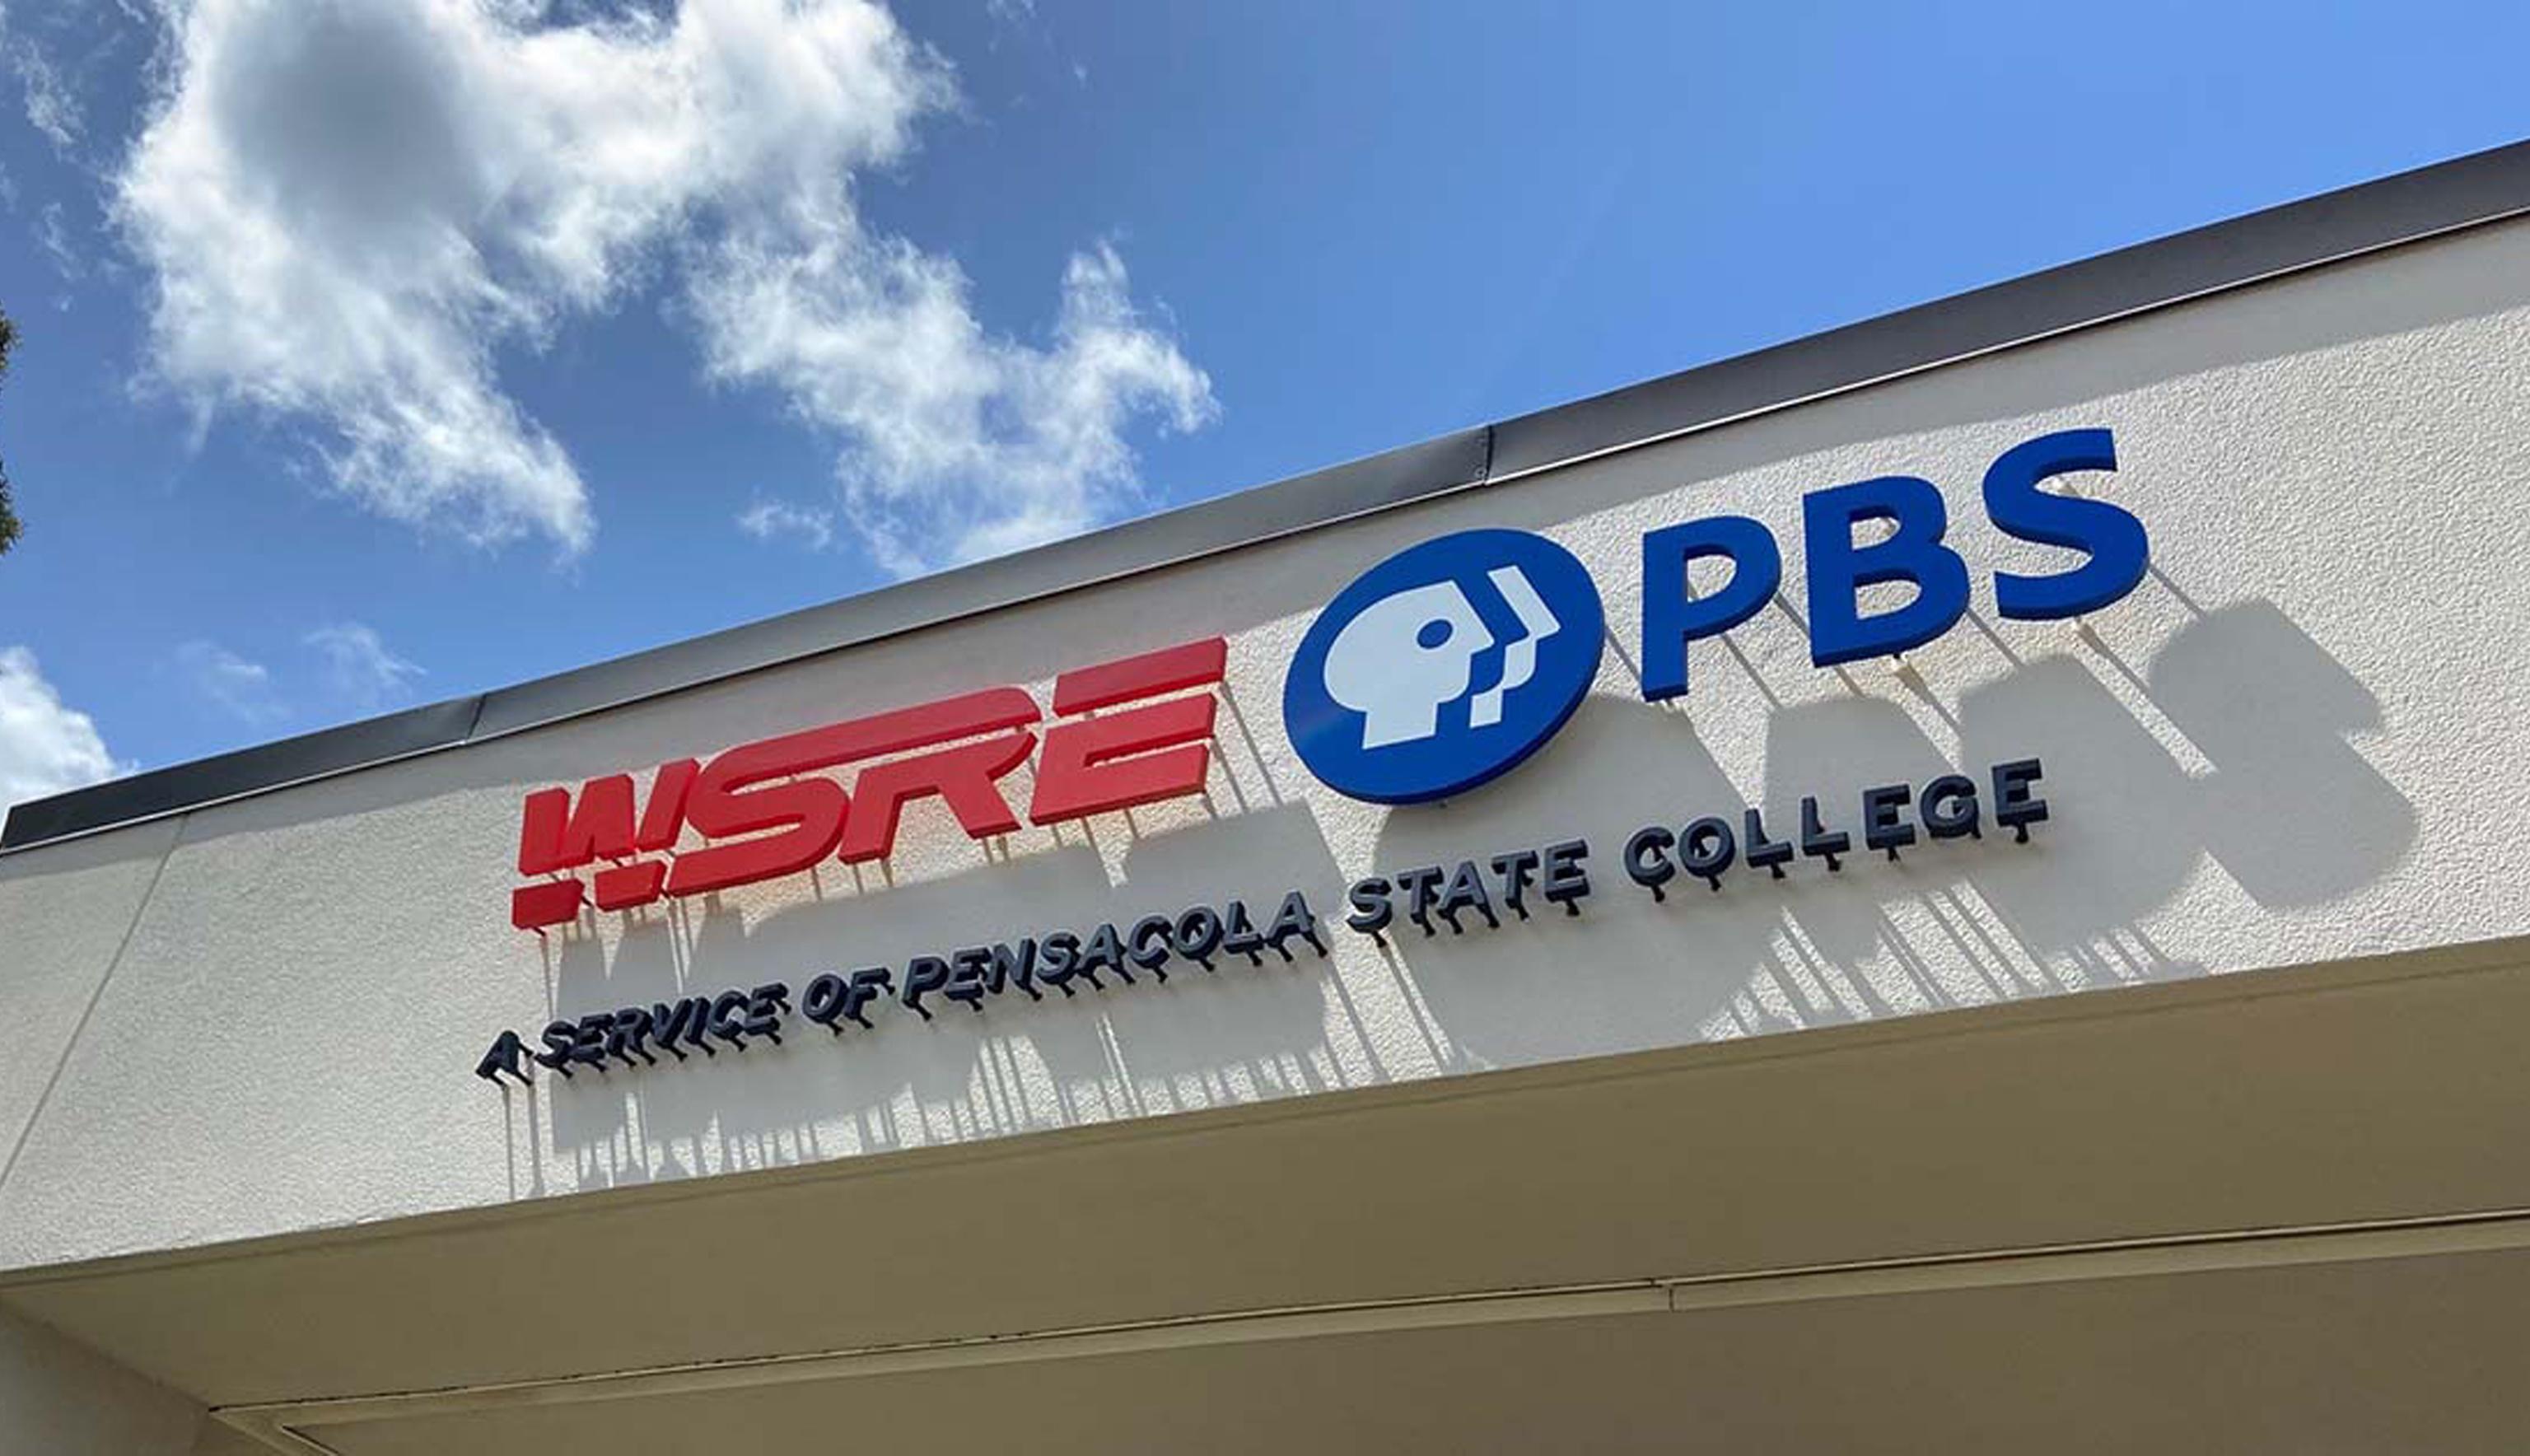 WSRE PBS
A SERVICE OF PENSACOLA STATE COLLEGE